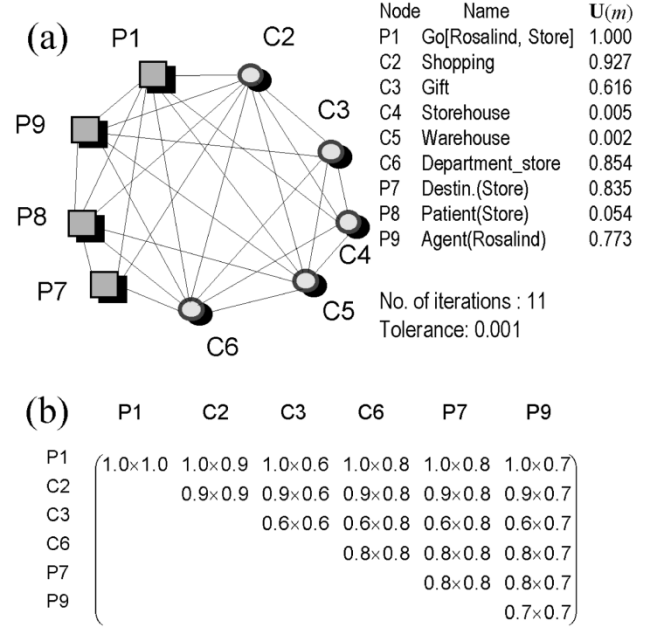 (a)
P1
C2
C3
C4
C5
C6
P7
P8
P9
Node Name U(m)
P1 Go[Rosalind, Store] 1.000
C2 Shopping 0.927
C3 Gift 0.616
C4 Storehouse 0.005
C5 Warehouse 0.002
C6 Department_store 0.854
P7 Destin.(Store) 0.835
P8 Patient(Store) 0.054
P9 Agent(Rosalind) 0.773
No. of iterations : 11
Tolerance: 0.001
(b) P1 C2 C3 C6 P7 P9
P1 1.0×1.0 1.0×0.9 1.0×0.6 1.0×0.8 1.0×0.8 1.0×0.7
C2 0.9×0.9 0.9×0.6 0.9×0.8 0.9×0.8 0.9×0.7
C3 0.6×0.6 0.6×0.8 0.6×0.8 0.6×0.7
C6 0.8×0.8 0.8×0.8 0.8×0.7
P7 0.8×0.8 0.8×0.7
P9 0.7×0.7